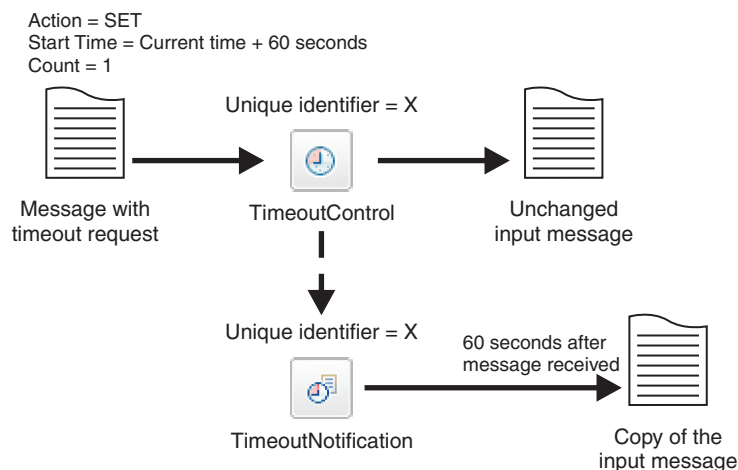 Action = SET
Start Time = Current time + 60 seconds
Count = 1
Unique identifier = X
Message with
timeout request
TimeoutControl
Unchanged
input message
Unique identifier = X
60 seconds after
message received
TimeoutNotification
Copy of the
input message